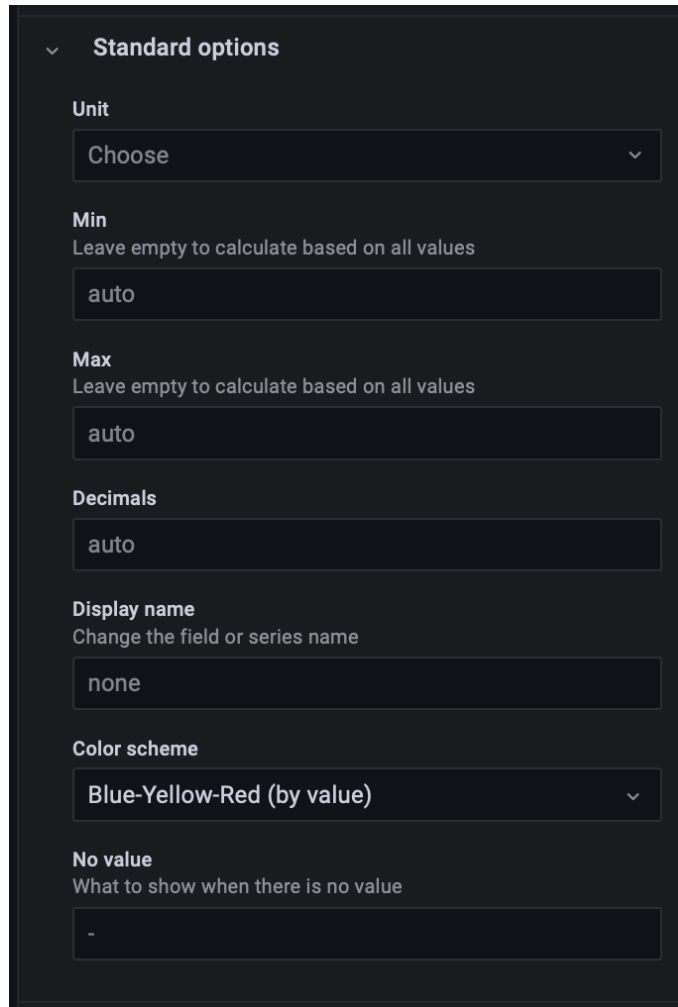 Standard options
Unit
Choose
Min
Leave empty to calculate based on all values
auto
Max
Leave empty to calculate based on all values
auto
Decimals
auto
Display name
Change the field or series name
none
Color scheme
Blue-Yellow-Red (by value)
No value
What to show when there is no value
-